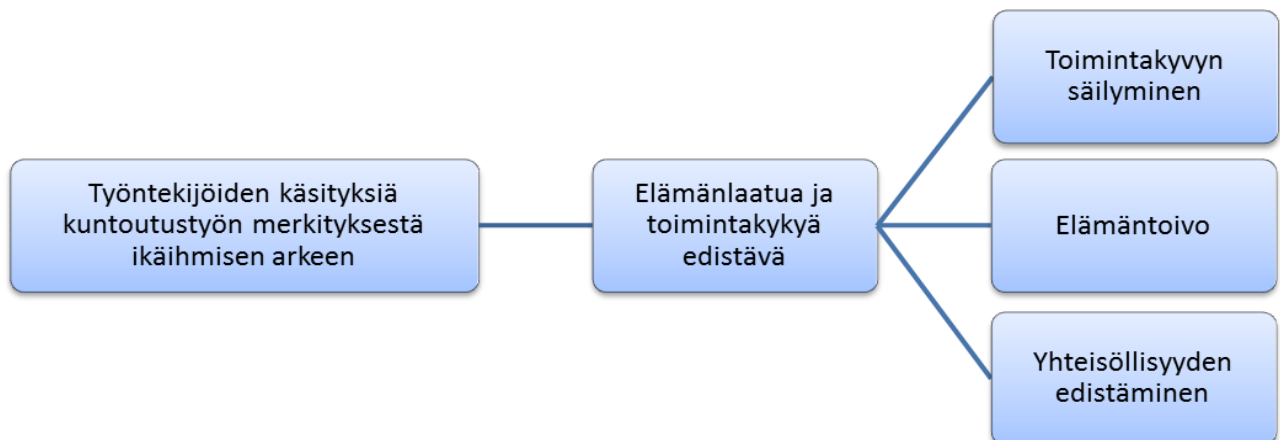 Työntekijöiden käsityksiä
kuntoutustyön merkityksestä
ikäihmisen arkeen
Elämänlaatua ja
toimintakykyä
edistävä
Toimintakyvyn
säilyminen
Elämäntoivo
Yhteisöllisyyden
edistäminen